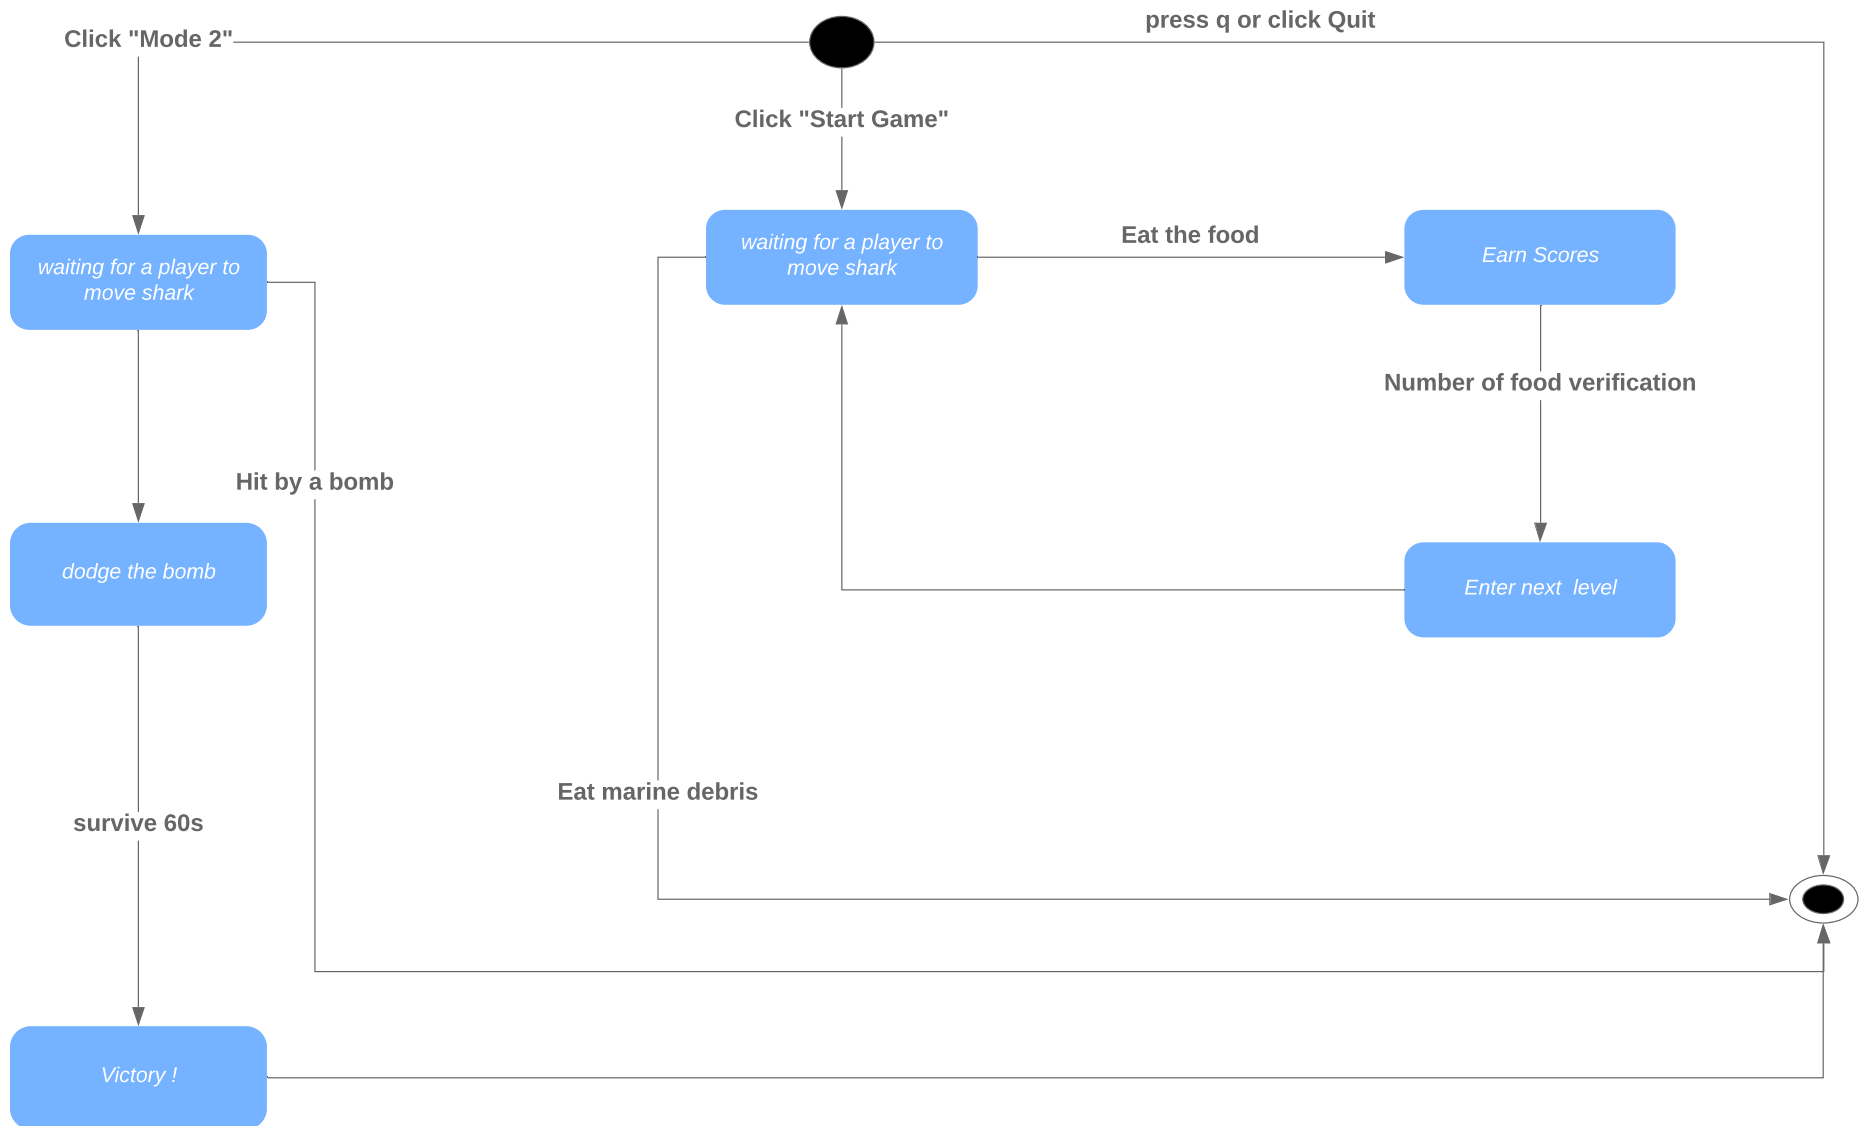 press q or click Quit
Click "Mode 2"
Click "Start Game"
waiting for a player to
move shark
Eat the food
Earn Scores
waiting for a player to
move shark
Number of food verification
Hit by a bomb
dodge the bomb
Enter next  level
Eat marine debris
survive 60s
Victory !